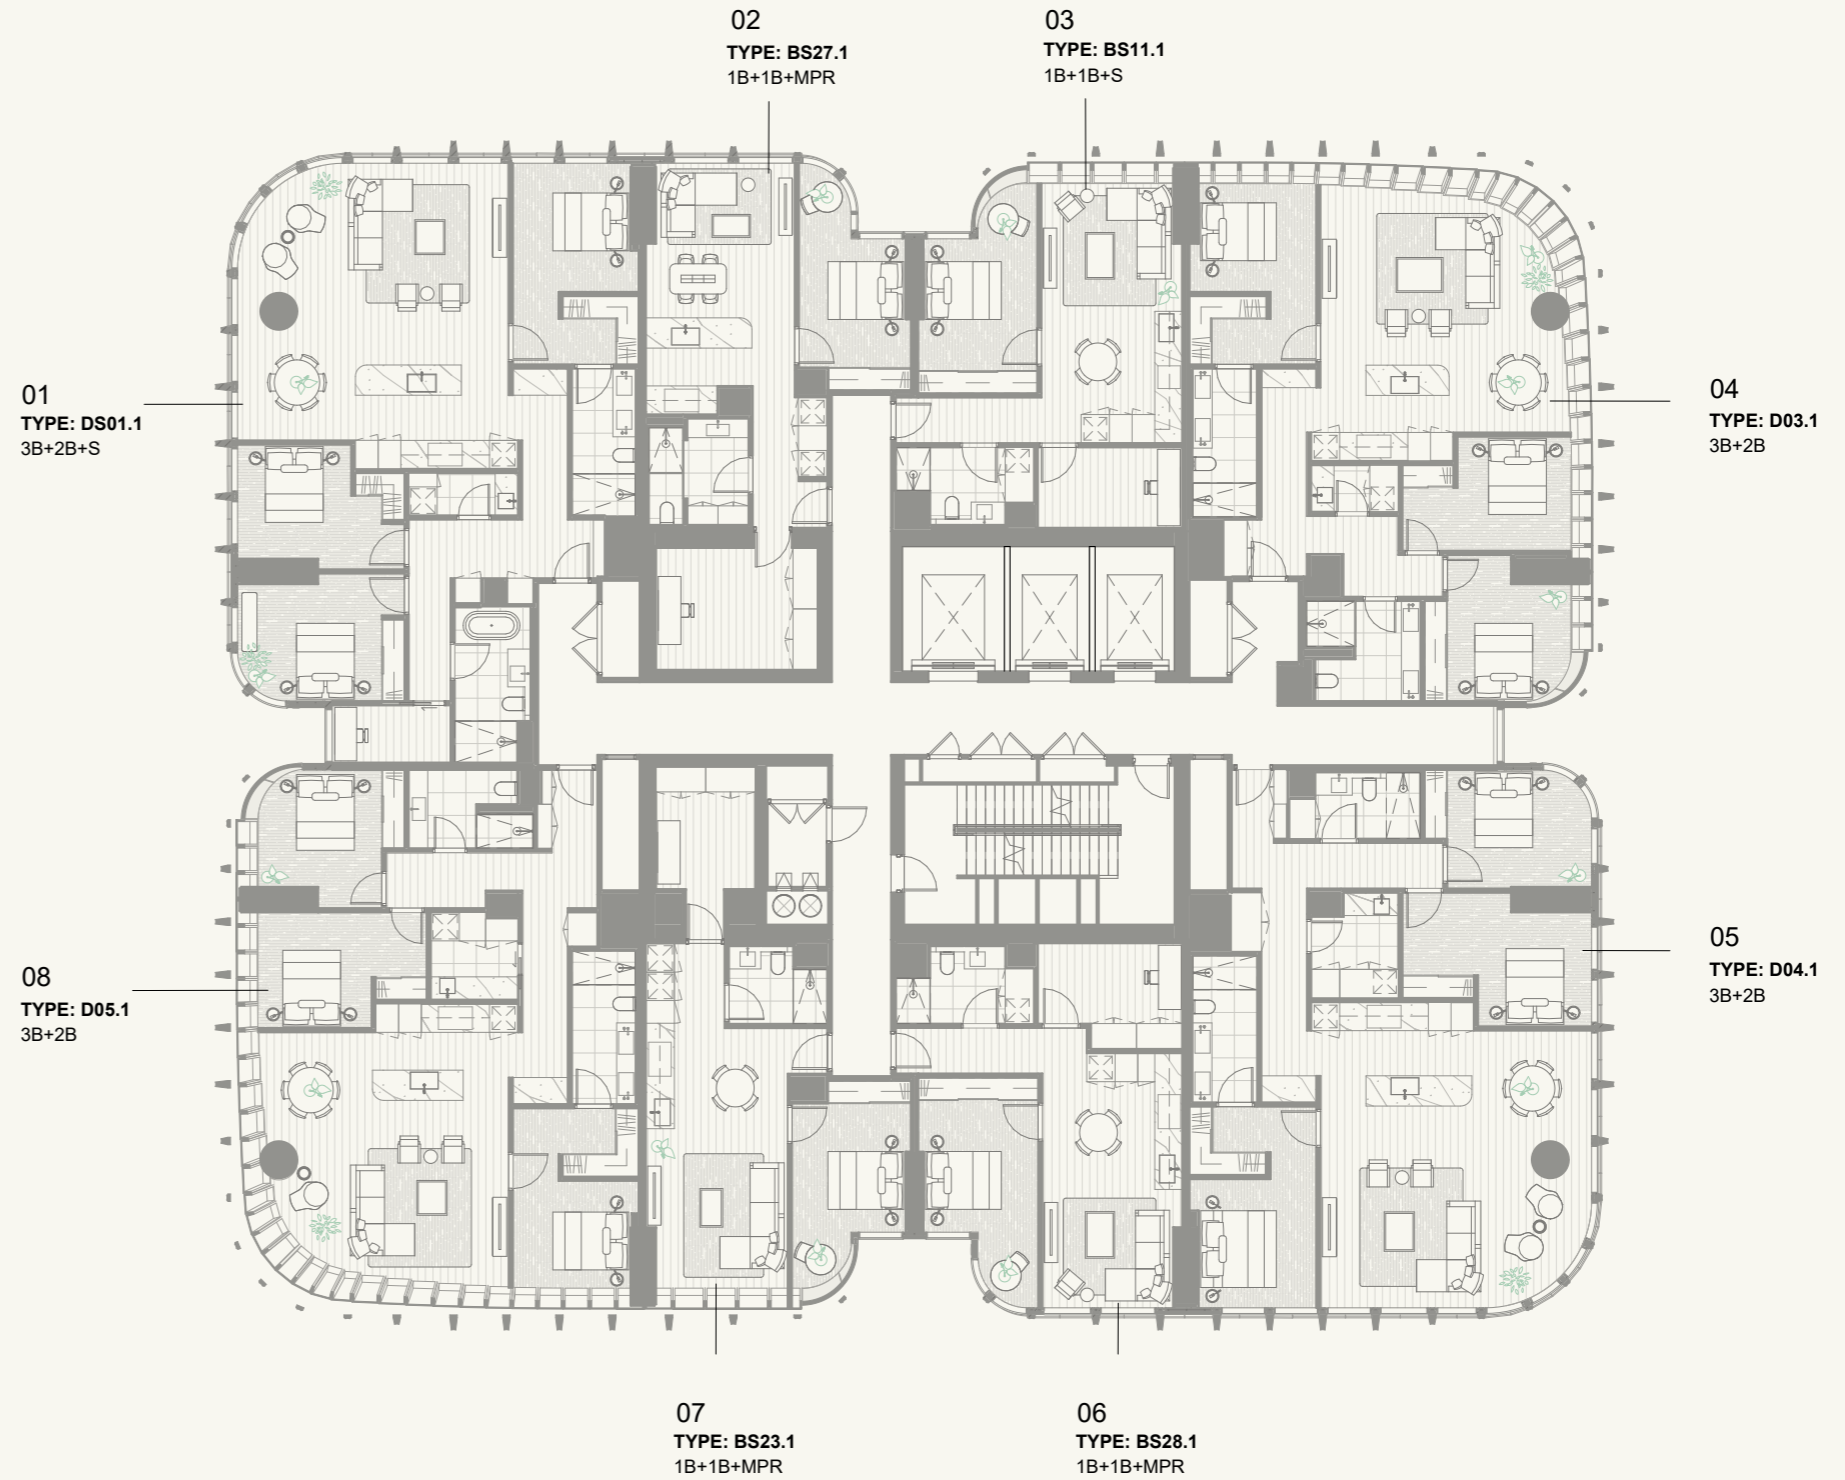 02
TYPE: BS27.1
1B+1B+MPR
03
TYPE: BS11.1
1B+1B+S
01
TYPE: DS01.1
3B+2B+S
04
TYPE: D03.1
3B+2B
05
TYPE: D04.1
3B+2B
08
TYPE: D05.1
3B+2B
07
TYPE: BS23.1
1B+1B+MPR
06
TYPE: BS28.1
1B+1B+MPR